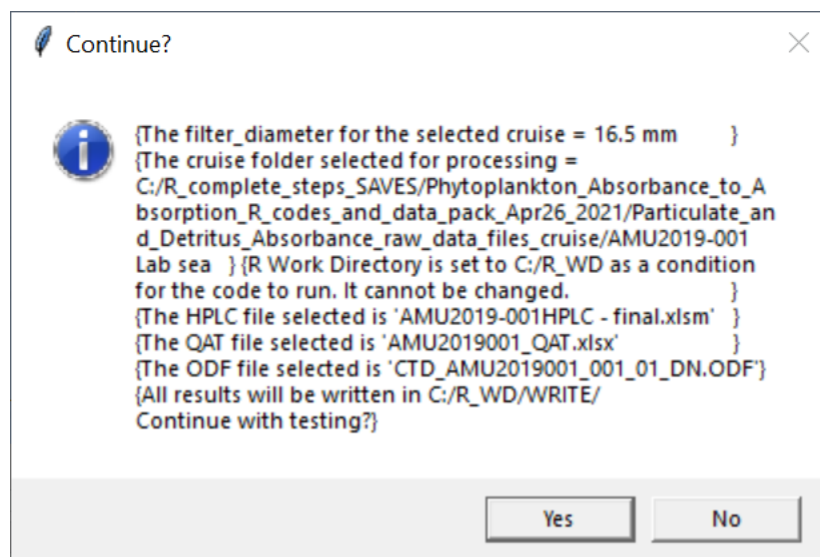 Continue?
{The filter_diameter for the selected cruise = 16.5 mm }
{The cruise folder selected for processing =
C:/R_complete_steps_SAVES/Phytoplankton_Absorbance_to_A
bsorption_R_codes_and_data_pack_Apr26_2021/Particulate_an
d_Detritus_Absorbance_raw_data_files_cruise/AMU2019-001
Lab sea } {R Work Directory is set to C:/R_WD as a condition
for the code to run. It cannot be changed. }
{The HPLC file selected is 'AMU2019-001HPLC - final.xlsm' }
{The QAT file selected is 'AMU2019001_QAT.xlsx' }
{The ODF file selected is 'CTD_AMU2019001_001_01_DN.ODF'}
{All results will be written in C:/R_WD/WRITE/
Continue with testing?}
Yes No